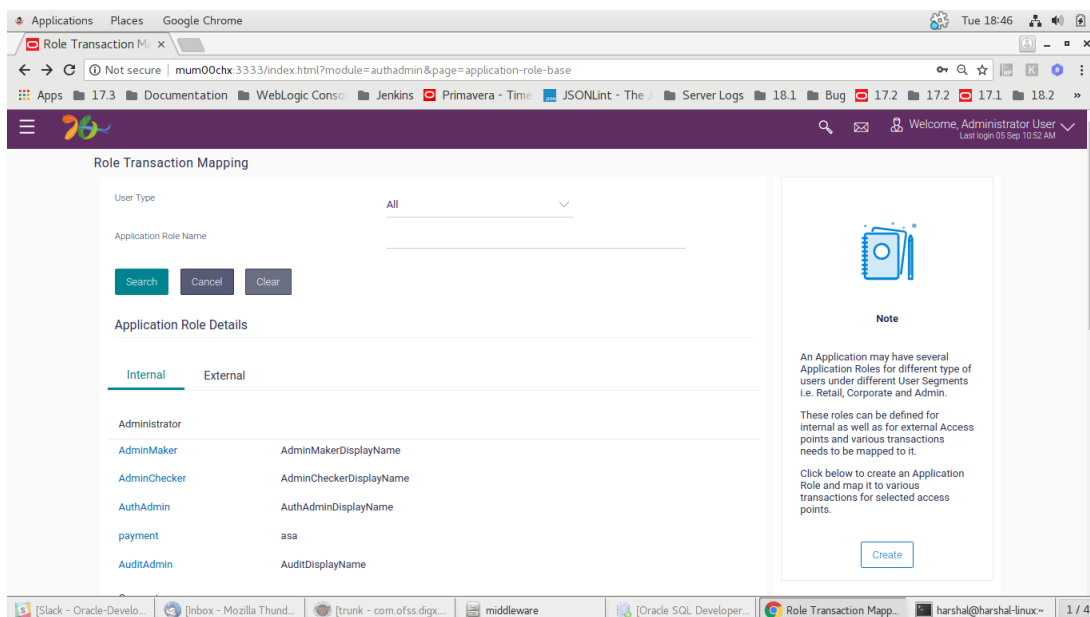 Applications Places Google Chrome Tue 18:46
Role Transaction M
Not secure | mum00chx:3333/index.html?module=authadmin&page=application-role-base
Apps 17.3 Documentation WebLogic Conso Jenkins Primavera - Time JSONLint - The J Server Logs 18.1 Bug 17.2 17.2 17.1 18.2 »
Welcome, Administrator User
Last login 05 Sep 10:52 AM
Role Transaction Mapping
User Type All
Application Role Name
Search Cancel Clear
Application Role Details
Internal External
Administrator
AdminMaker AdminMakerDisplayName
AdminChecker AdminCheckerDisplayName
AuthAdmin AuthAdminDisplayName
payment asa
AuditAdmin AuditDisplayName
Note
An Application may have several
Application Roles for different type of
users under different User Segments
i.e. Retail, Corporate and Admin.
These roles can be defined for
internal as well as for external Access
points and various transactions
needs to be mapped to it.
Click below to create an Application
Role and map it to various
transactions for selected access
points.
Create
[Slack - Oracle-Develo... [Inbox - Mozilla Thund... [trunk - com.ofss.digx.... middleware [Oracle SQL Developer... Role Transaction Mapp... harshal@harshal-linux:~ 1 / 4